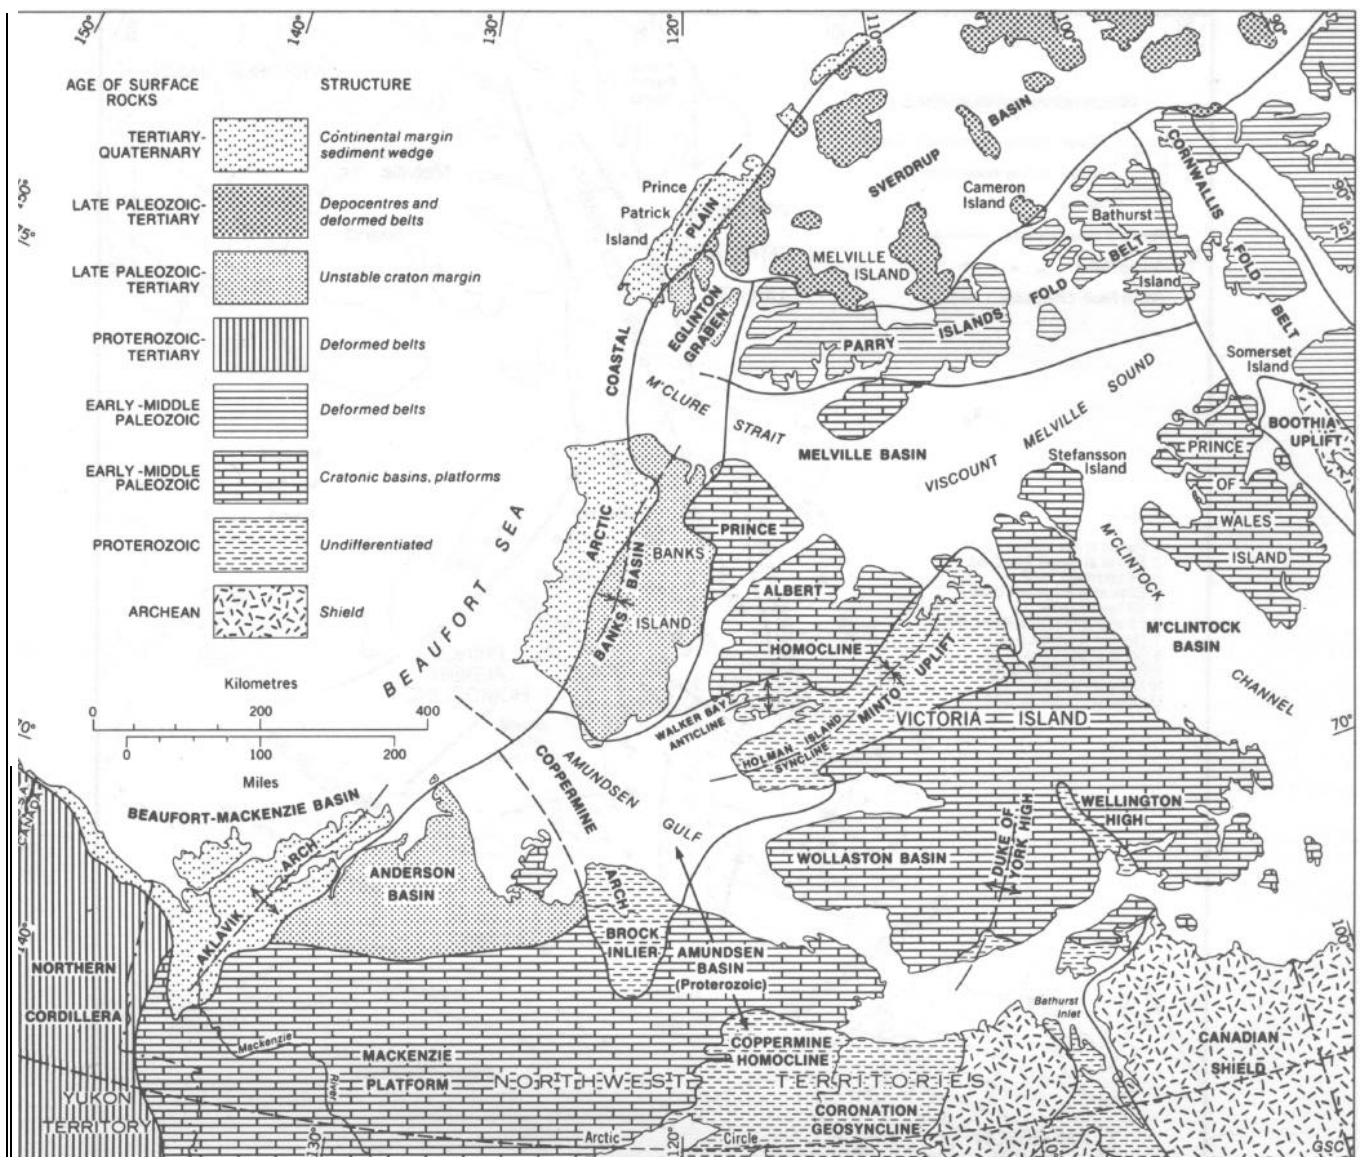 150°
140°
130°
120°
110°
100°
90°
AGE OF SURFACE
ROCKS
STRUCTURE
TERTIARY-
QUATERNARY
Continental margin
sediment wedge
LATE PALEOZOIC-
TERTIARY
Depocentres and
deformed belts
LATE PALEOZOIC-
TERTIARY
Unstable craton margin
PROTEROZOIC-
TERTIARY
Deformed belts
EARLY-MIDDLE
PALEOZOIC
Deformed belts
EARLY-MIDDLE
PALEOZOIC
Cratonic basins, platforms
PROTEROZOIC
Undifferentiated
ARCHEAN
Shield
Kilometres
0 200 400
0 100 200
Miles
75°
70°
140°
SVERDRUP BASIN
Prince
Patrick
Island
COASTAL PLAIN
Cameron
Island
Bathurst
Island
CORNWALLIS
FOLD
BELT
90°
75°
MELVILLE
ISLAND
EGLINTON
GRABEN
PARRY ISLANDS FOLD BELT
Somerset
Island
M'CLURE STRAIT
MELVILLE BASIN
VISCOUNT MELVILLE SOUND
Stefansson
Island
BOOTHIA
UPLIFT
PRINCE
OF
WALES
ISLAND
BEAUFORT SEA
ARCTIC
BANKS BASIN
BANKS
ISLAND
PRINCE
ALBERT
HOMOCLINE
M'CLINTOCK
CHANNEL
M'CLINTOCK
BASIN
WALKER BAY
ANTICLINE
HOLMAN ISLAND
SYNCLINE
MINTO UPLIFT
VICTORIA ISLAND
70°
COPPERMINE
ARCH
AMUNDSEN
GULF
CANADA
BEAUFORT-MACKENZIE BASIN
AKLAVIK ARCH
ANDERSON
BASIN
WOLLASTON BASIN
DUKE OF
YORK HIGH
WELLINGTON
HIGH
BROCK
INLIER
AMUNDSEN
BASIN
(Proterozoic)
NORTHERN
CORDILLERA
Mackenzie
River
MACKENZIE
PLATFORM
COPPERMINE
HOMOCLINE
Bathurst
Inlet
CANADIAN
SHIELD
NORTHWEST TERRITORIES
YUKON
TERRITORY
CORONATION
GEOSYNCLINE
130°
Arctic
120°
Circle
GSC